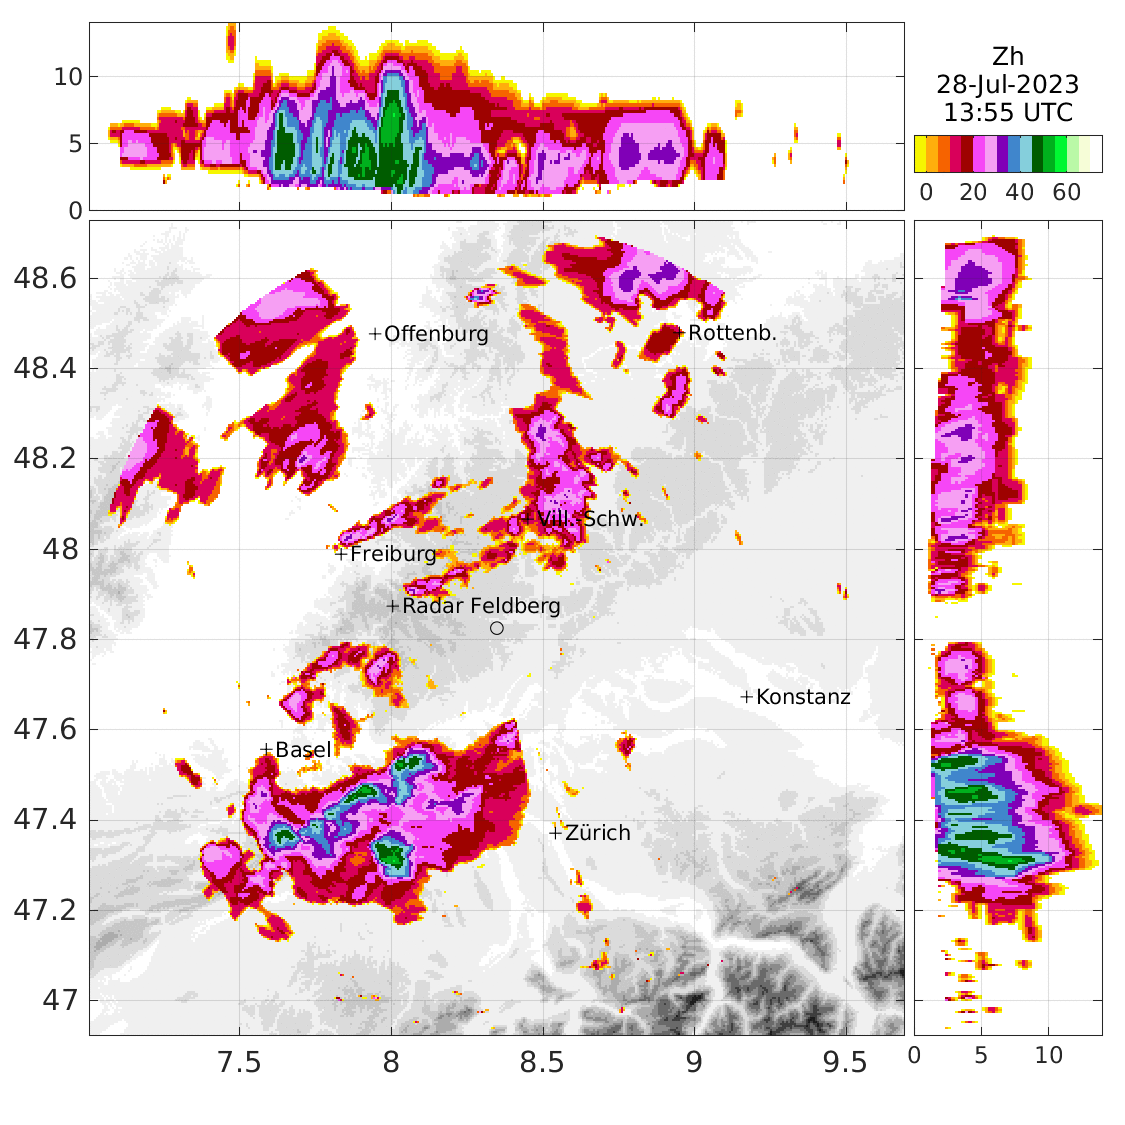 10
5
0
Zh
28-Jul-2023
13:55 UTC
0 20 40 60
48.6
48.4
48.2
48
47.8
47.6
47.4
47.2
47
Offenburg
Rottenb.
Vill.-Schw.
Freiburg
Radar Feldberg
Konstanz
Basel
Zürich
7.5 8 8.5 9 9.5
0 5 10